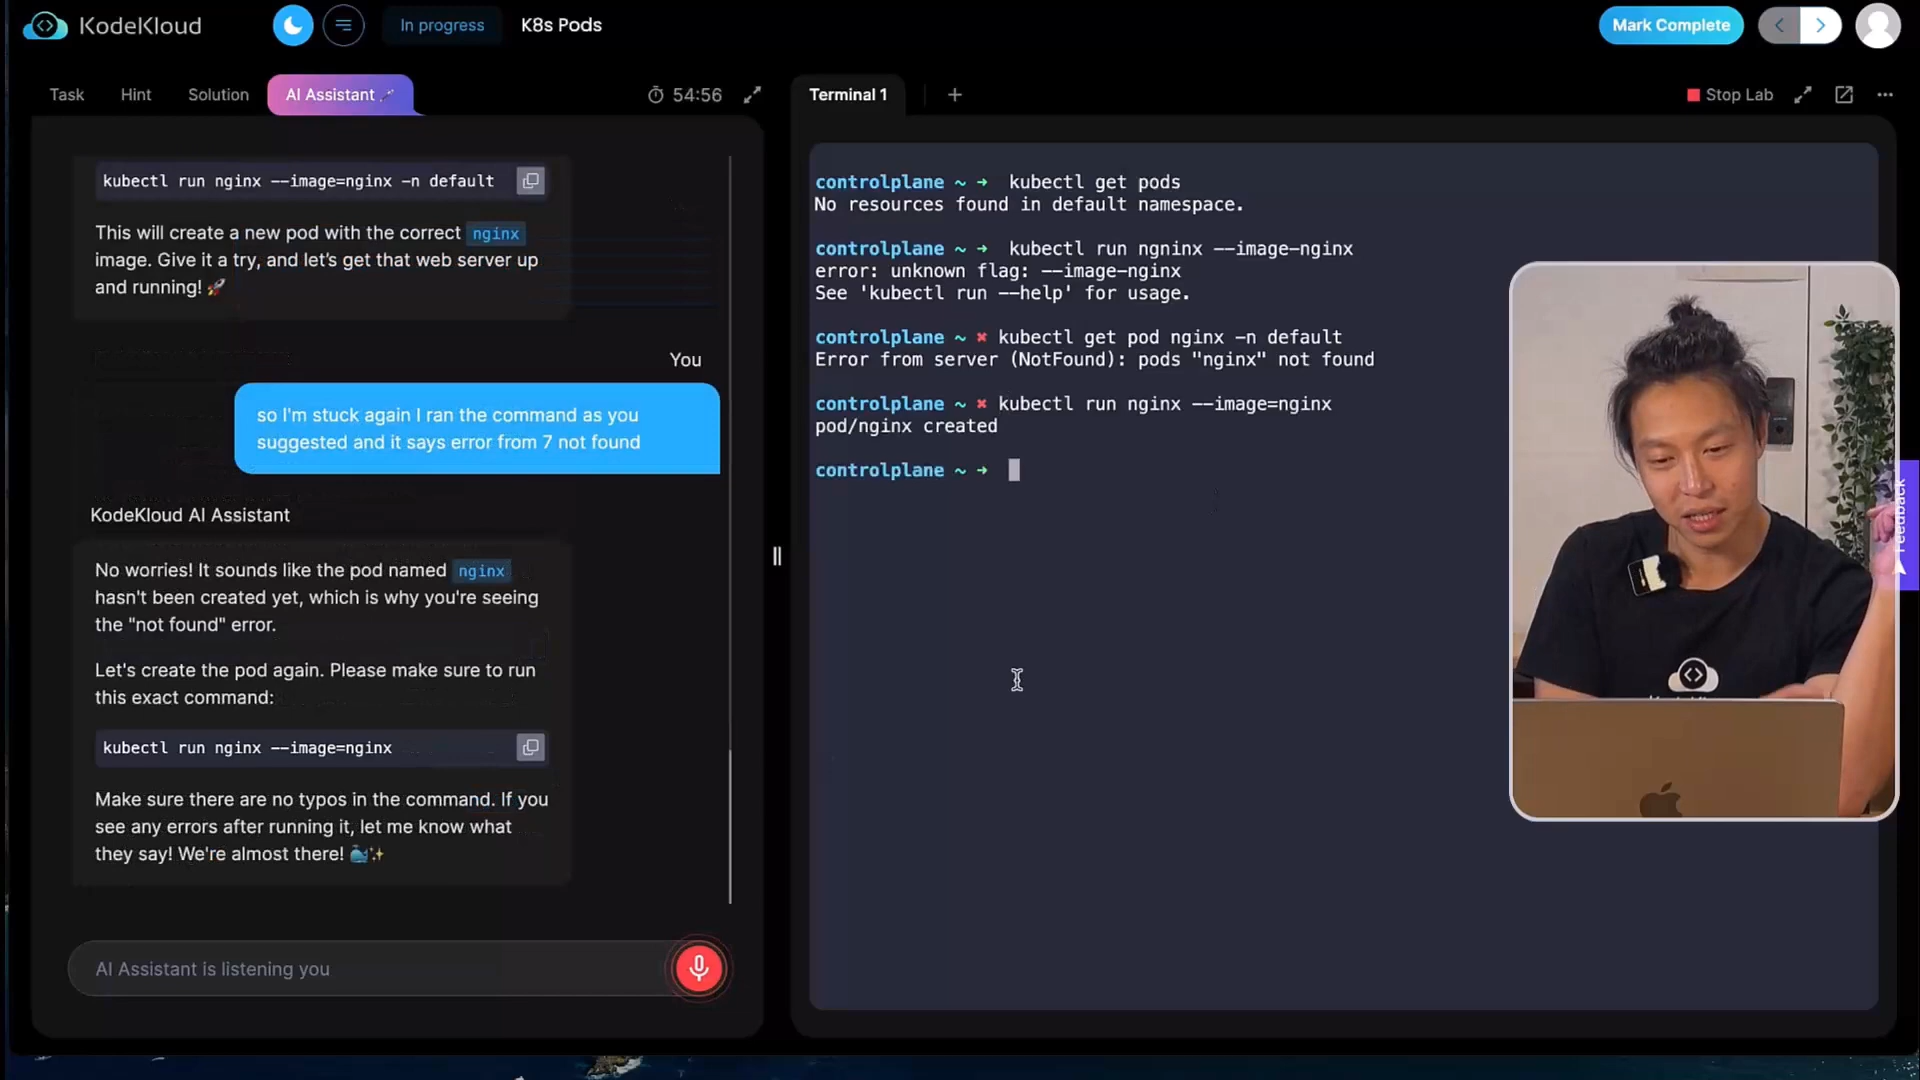 KodeKloud
In progress
K8s Pods
Mark Complete
Task
Hint
Solution
AI Assistant
54:56
Terminal 1
+
Stop Lab
kubectl run nginx --image=nginx -n default
This will create a new pod with the correct nginx
image. Give it a try, and let's get that web server up
and running! 🚀
You
so I'm stuck again I ran the command as you
suggested and it says error from 7 not found
KodeKloud AI Assistant
No worries! It sounds like the pod named nginx
hasn't been created yet, which is why you're seeing
the "not found" error.
Let's create the pod again. Please make sure to run
this exact command:
kubectl run nginx --image=nginx
Make sure there are no typos in the command. If you
see any errors after running it, let me know what
they say! We're almost there! 🐳✨
AI Assistant is listening you
controlplane ~ ➜ kubectl get pods
No resources found in default namespace.
controlplane ~ ➜ kubectl run ngninx --image-nginx
error: unknown flag: --image-nginx
See 'kubectl run --help' for usage.
controlplane ~ ✖ kubectl get pod nginx -n default
Error from server (NotFound): pods "nginx" not found
controlplane ~ ✖ kubectl run nginx --image=nginx
pod/nginx created
controlplane ~ ➜
Feedback